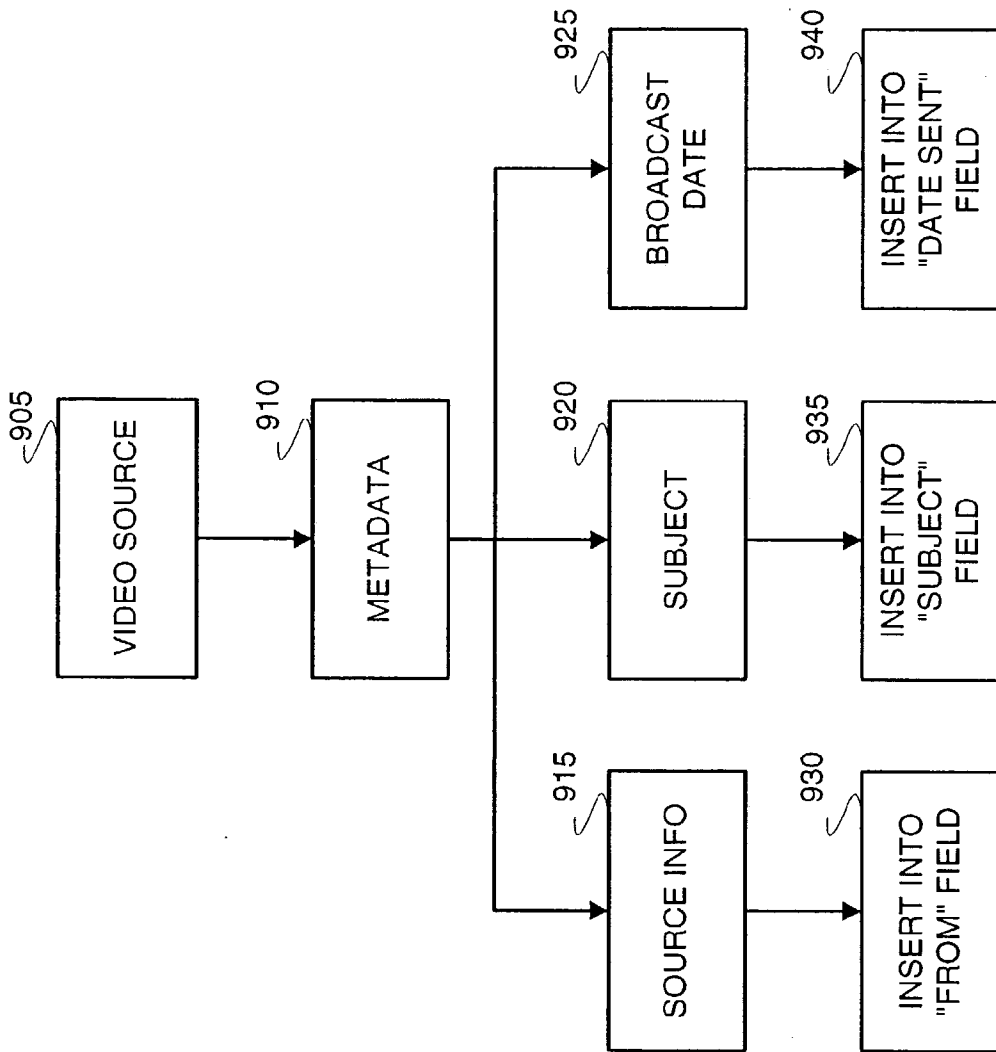 905
VIDEO SOURCE
910
METADATA
915
SOURCE INFO
920
SUBJECT
925
BROADCAST
DATE
930
INSERT INTO
"FROM" FIELD
935
INSERT INTO
"SUBJECT"
FIELD
940
INSERT INTO
"DATE SENT"
FIELD